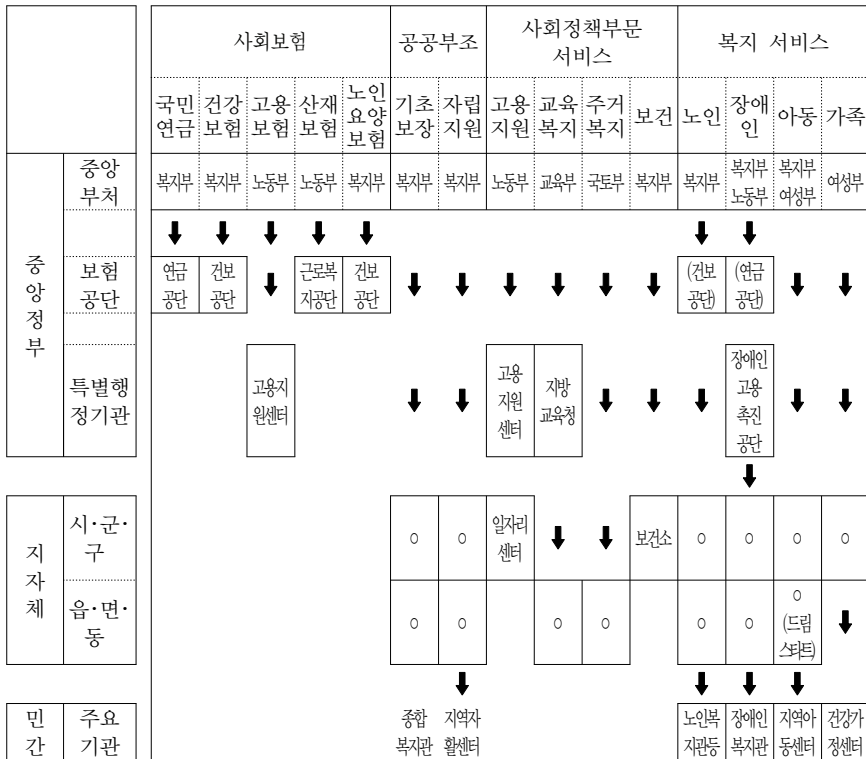 사회보험 공공부조 사회정책부문 서비스 복지 서비스
국민연금 건강보험 고용보험 산재보험 노인요양보험 기초보장 자립지원 고용지원 교육복지 주거복지 보건 노인 장애인 아동 가족
중앙정부
중앙부처 복지부 복지부 노동부 노동부 복지부 복지부 복지부 노동부 교육부 국토부 복지부 복지부 복지부 노동부 복지부 여성부 여성부
보험공단 연금공단 건보공단 근로복지공단 건보공단 (건보공단) (연금공단)
특별행정기관 고용지원센터 고용지원센터 지방교육청 장애인고용촉진공단
지자체
시·군·구 ○ ○ 일자리센터 보건소 ○ ○ ○ ○
읍·면·동 ○ ○ ○ ○ ○ ○ ○ (드림스타트)
민간 주요기관 종합복지관 지역자활센터 노인복지관등 장애인복지관 지역아동센터 건강가정센터